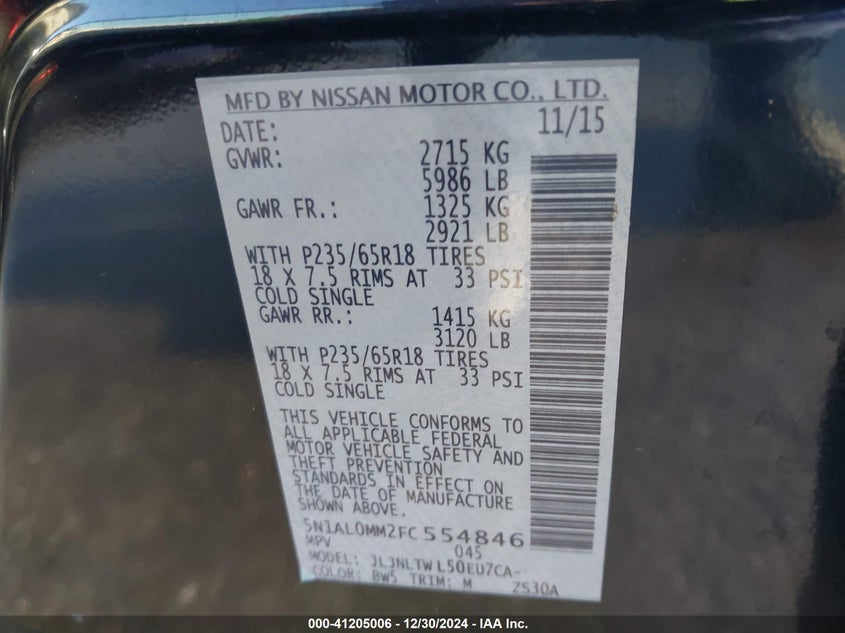 MFD BY NISSAN MOTOR CO., LTD.
DATE: 11/15
GVWR: 2715 KG
5986 LB
GAWR FR.: 1325 KG
2921 LB
WITH P235/65R18 TIRES
18 X 7.5 RIMS AT 33 PSI
COLD SINGLE
GAWR RR.: 1415 KG
3120 LB
WITH P235/65R18 TIRES
18 X 7.5 RIMS AT 33 PSI
COLD SINGLE
THIS VEHICLE CONFORMS TO
ALL APPLICABLE FEDERAL
MOTOR VEHICLE SAFETY AND
THEFT PREVENTION
STANDARDS IN EFFECT ON
THE DATE OF MANUFACTURE
SHOWN ABOVE.
5N1AL0MM2FC554846
MPV 045
MODEL: JLJNLTWL50EU7CA-
COLOR: BW5 TRIM: M 2S30A
000-41205006 - 12/30/2024 - IAA Inc.